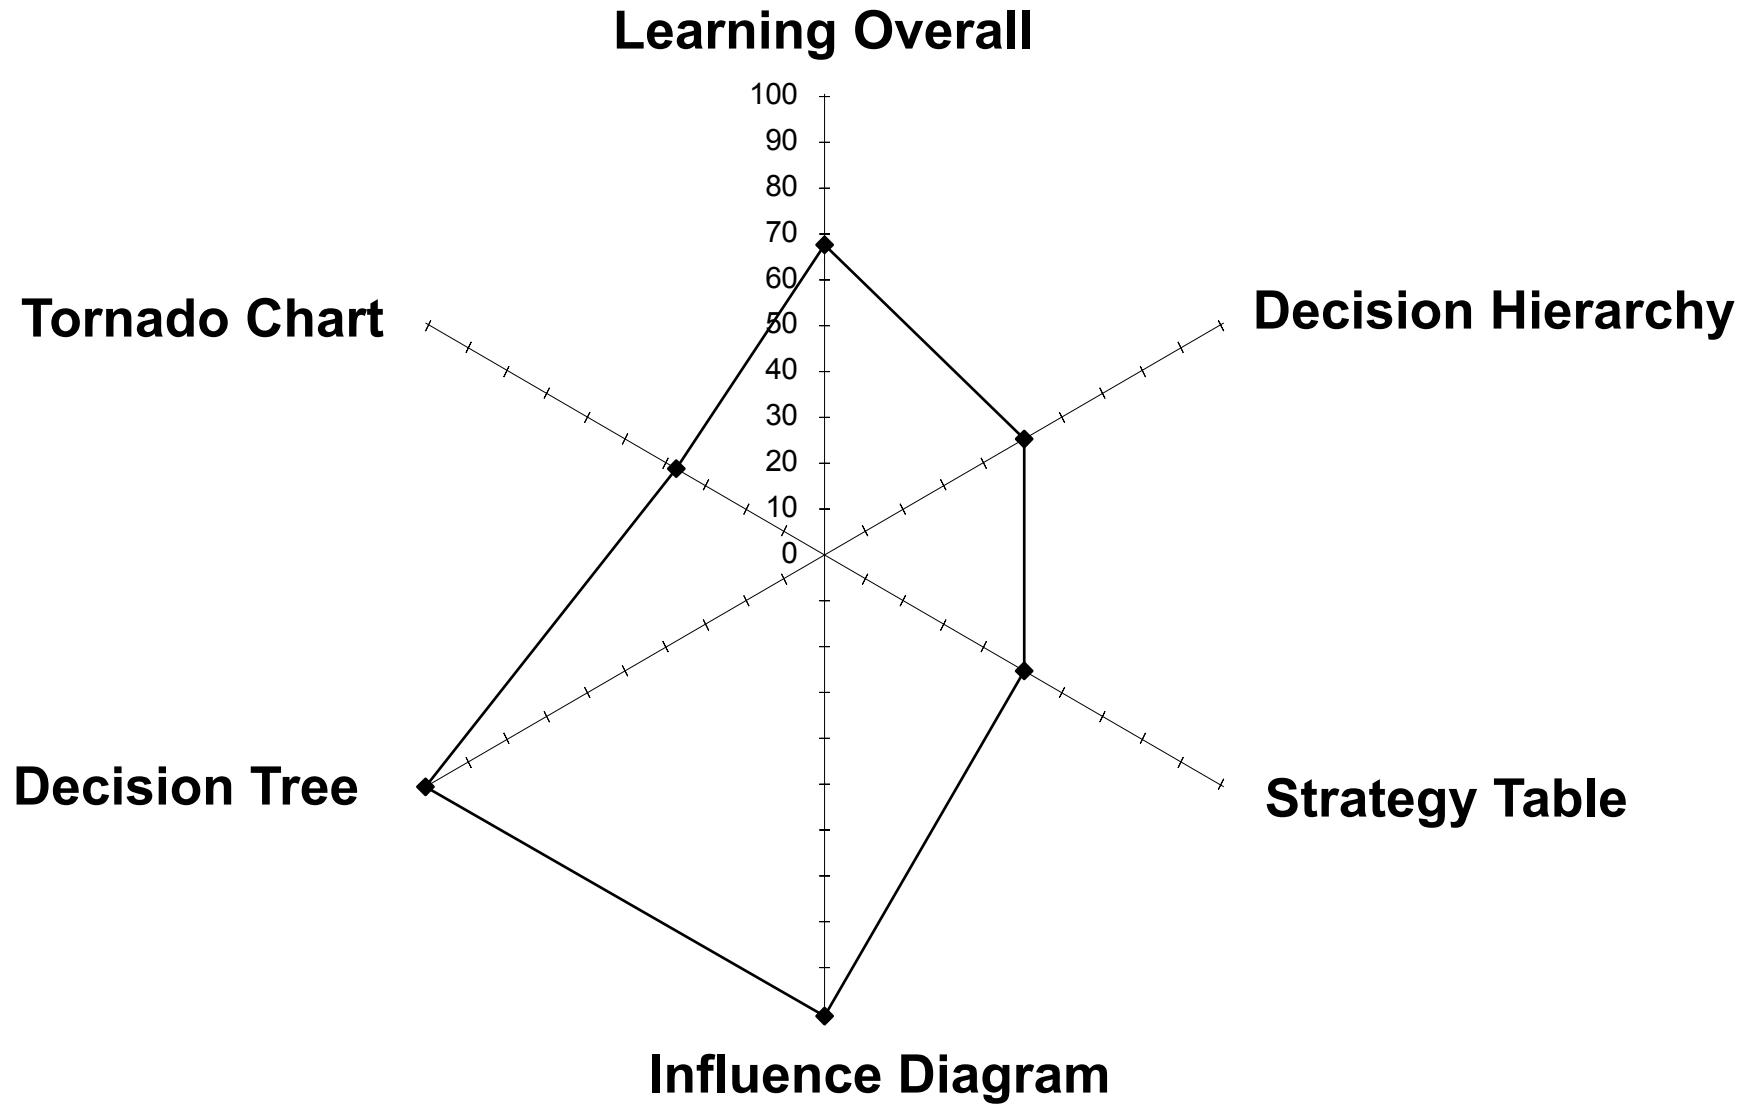 Learning Overall
100
90
80
70
60
50
40
30
20
10
0
Tornado Chart
Decision Hierarchy
Decision Tree
Strategy Table
Influence Diagram